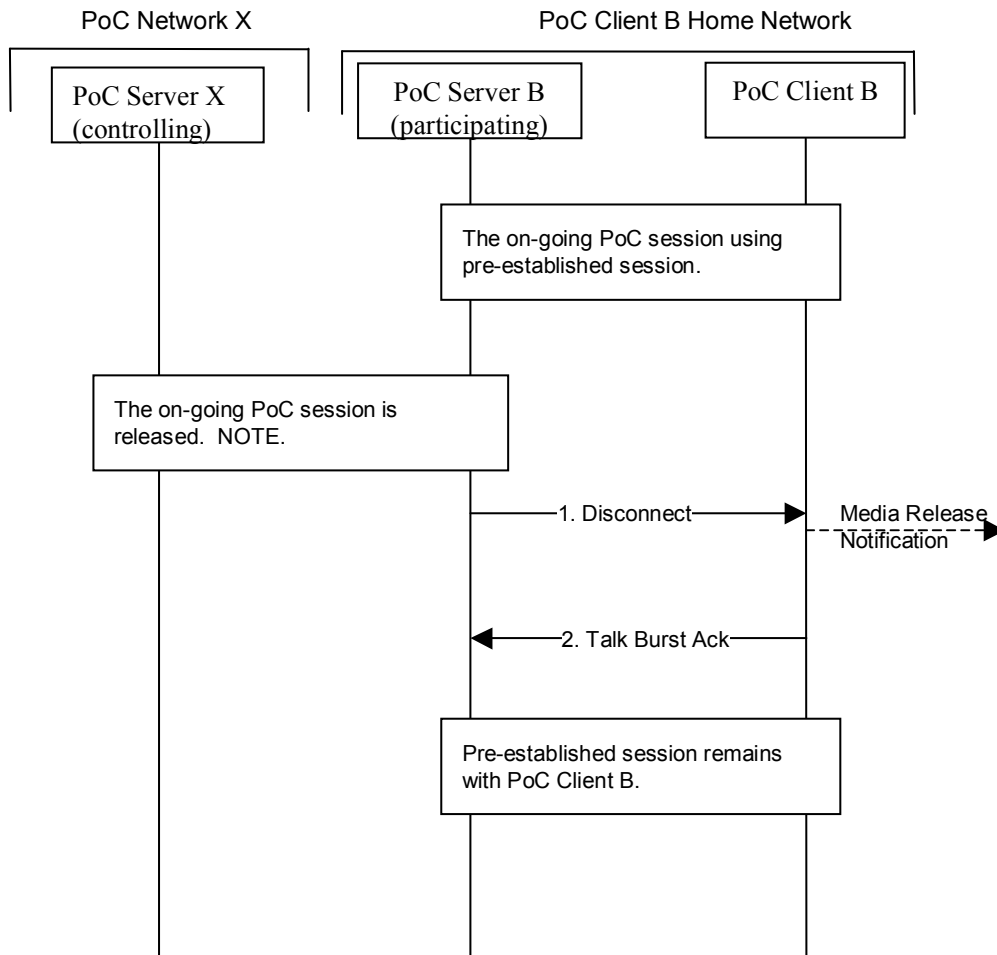 PoC Network X
PoC Client B Home Network
PoC Server X
(controlling)
PoC Server B
(participating)
PoC Client B
The on-going PoC session using
pre-established session.
The on-going PoC session is
released.  NOTE.
1. Disconnect
Media Release
Notification
2. Talk Burst Ack
Pre-established session remains
with PoC Client B.